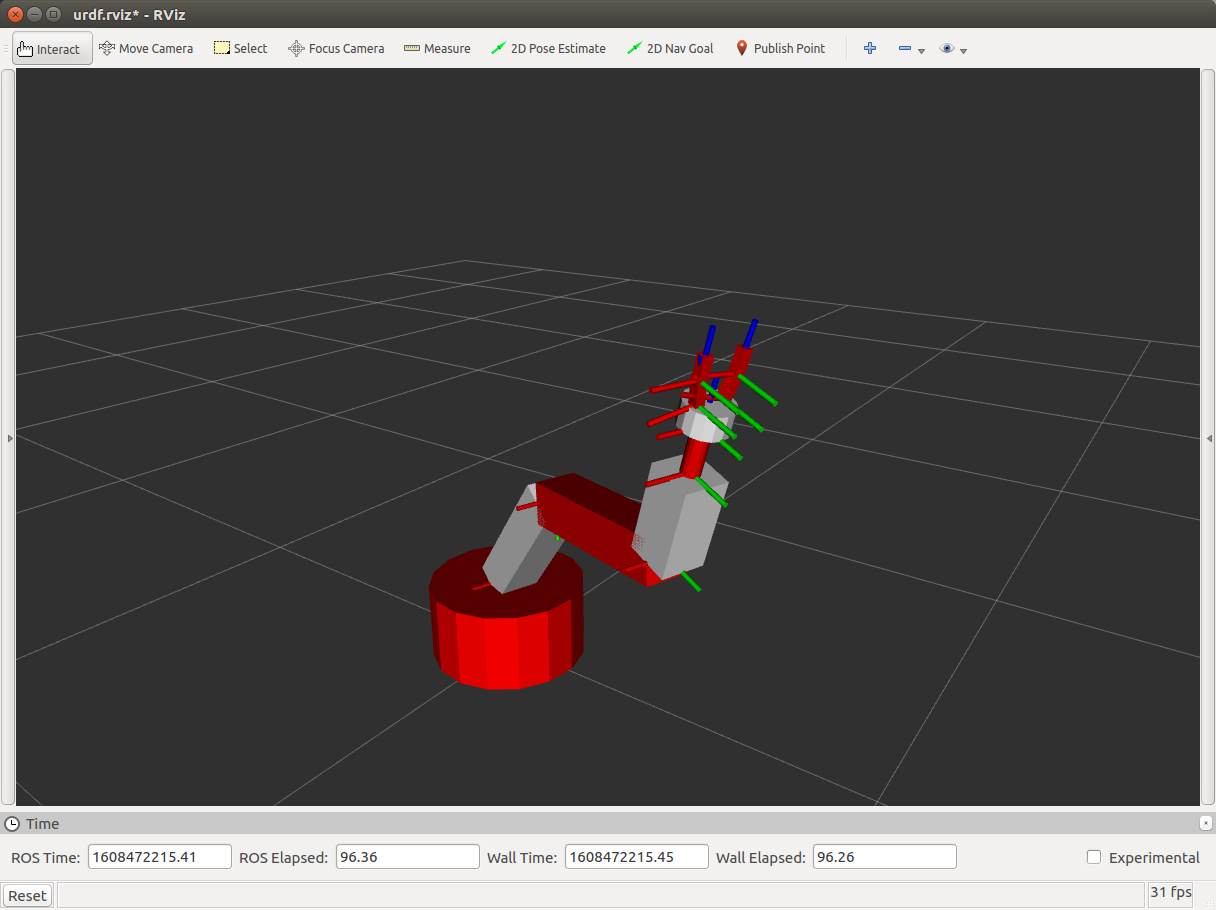 urdf.rviz* - RViz
Interact Move Camera Select Focus Camera Measure 2D Pose Estimate 2D Nav Goal Publish Point
Time
ROS Time: 1608472215.41 ROS Elapsed: 96.36 Wall Time: 1608472215.45 Wall Elapsed: 96.26 Experimental
Reset 31 fps